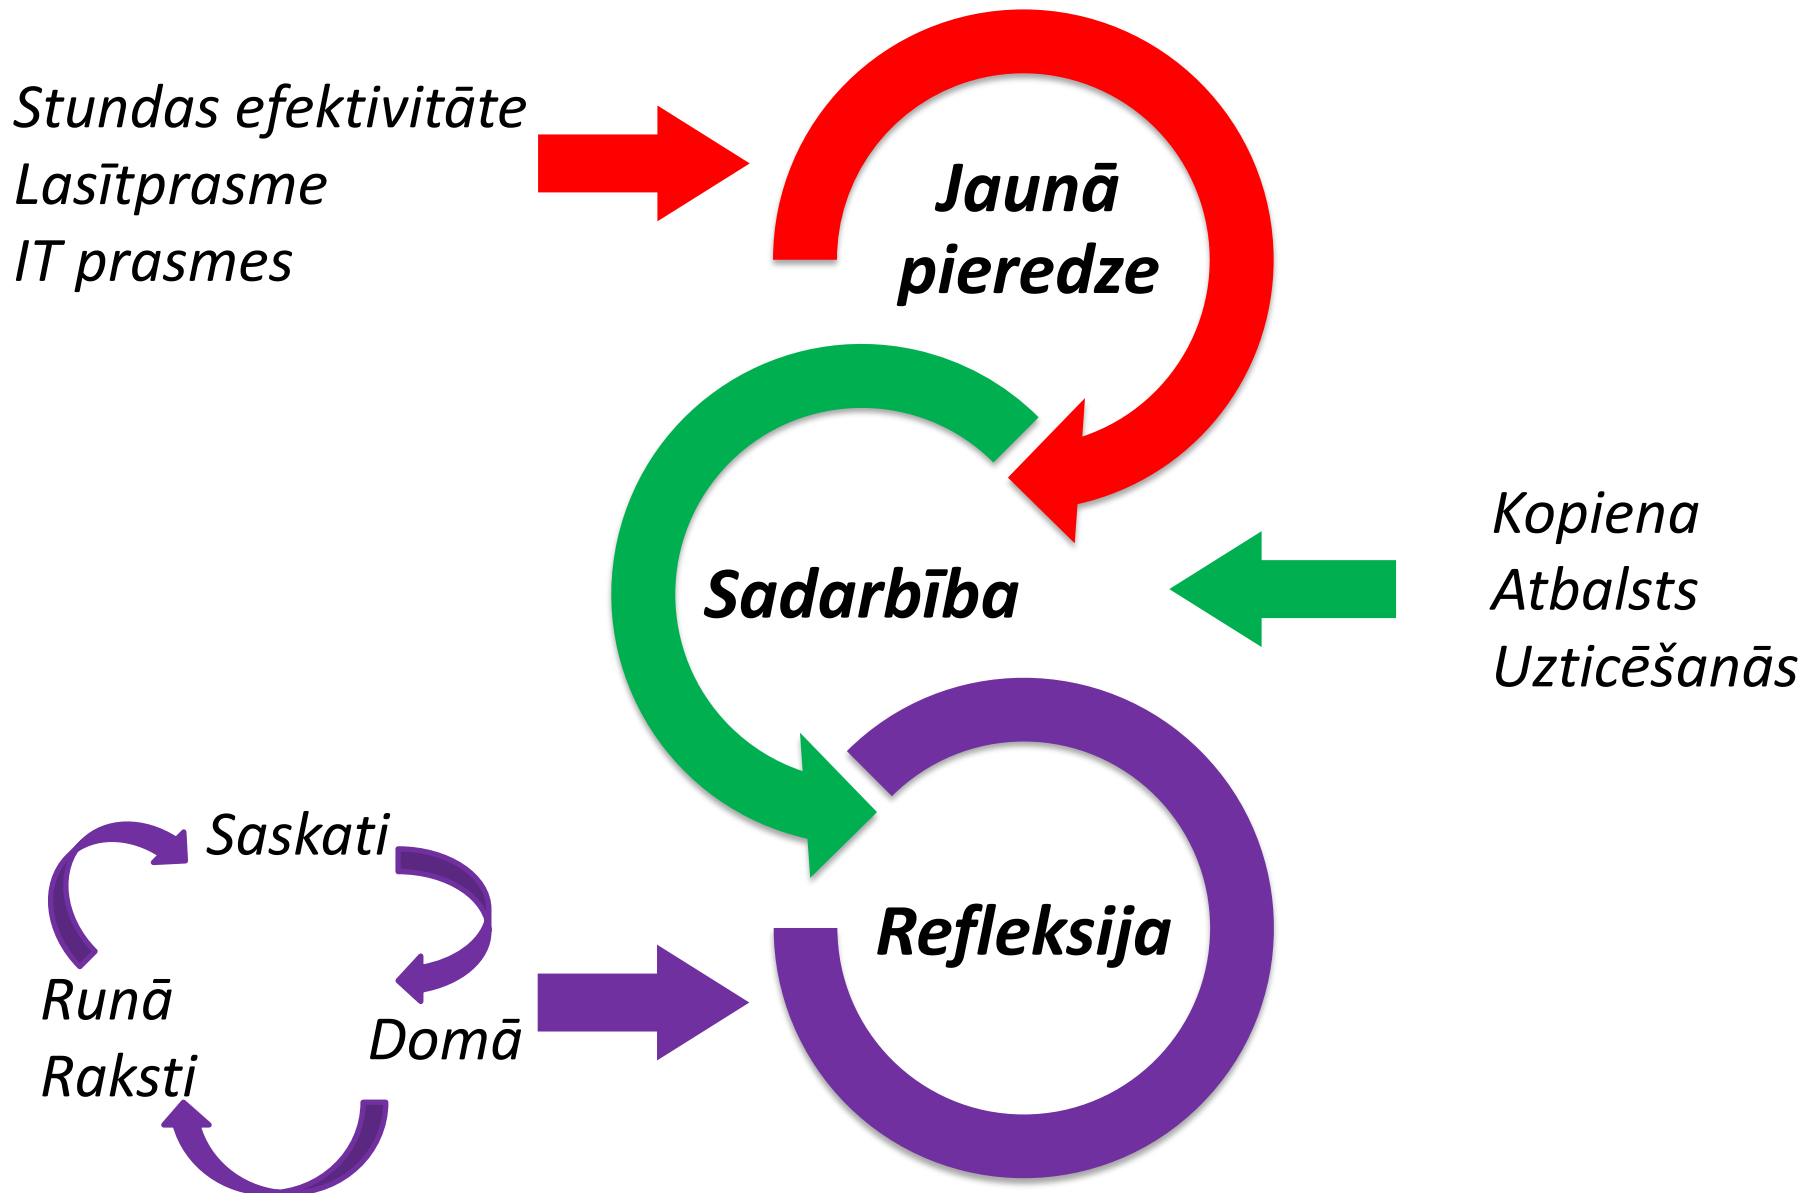 Stundas efektivitāte
Lasītprasme
IT prasmes
Jaunā
pieredze
Sadarbība
Kopiena
Atbalsts
Uzticēšanās
Saskati
Domā
Runā
Raksti
Refleksija